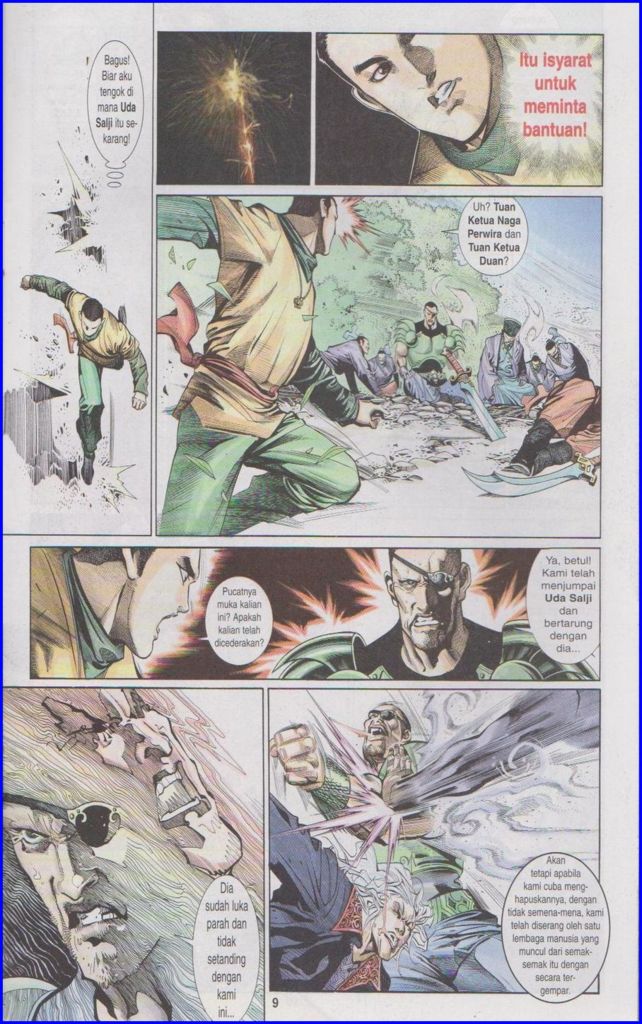 Bagus!
Biar aku
tengok di
mana Uda
Salji itu se-
karang!
Itu isyarat
untuk
meminta
bantuan!
Uh? Tuan
Ketua Naga
Perwira dan
Tuan Ketua
Duan?
Pucatnya
muka kalian
ini? Apakah
kalian telah
dicederakan?
Ya, betul!
Kami telah
menjumpai
Uda Salji
dan
bertarung
dengan
dia...
Dia
sudah luka
parah dan
tidak
setanding
dengan
kami
ini...
Akan
tetapi apabila
kami cuba meng-
hapuskannya, dengan
tidak semena-mena, kami
telah diserang oleh satu
lembaga manusia yang
muncul dari semak-
semak itu dengan
secara ter-
gempar.
9